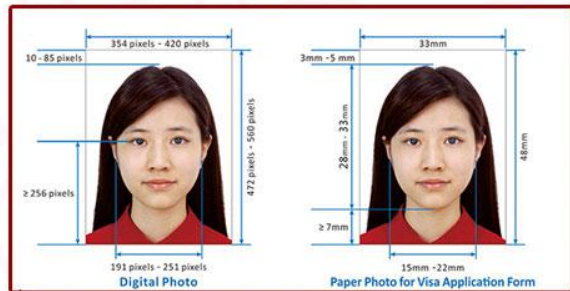 354 pixels - 420 pixels
10 - 85 pixels
472 pixels - 560 pixels
≥ 256 pixels
191 pixels - 251 pixels
Digital Photo
33mm
3mm -5 mm
28mm - 33mm
48mm
≥ 7mm
15mm -22mm
Paper Photo for Visa Application Form